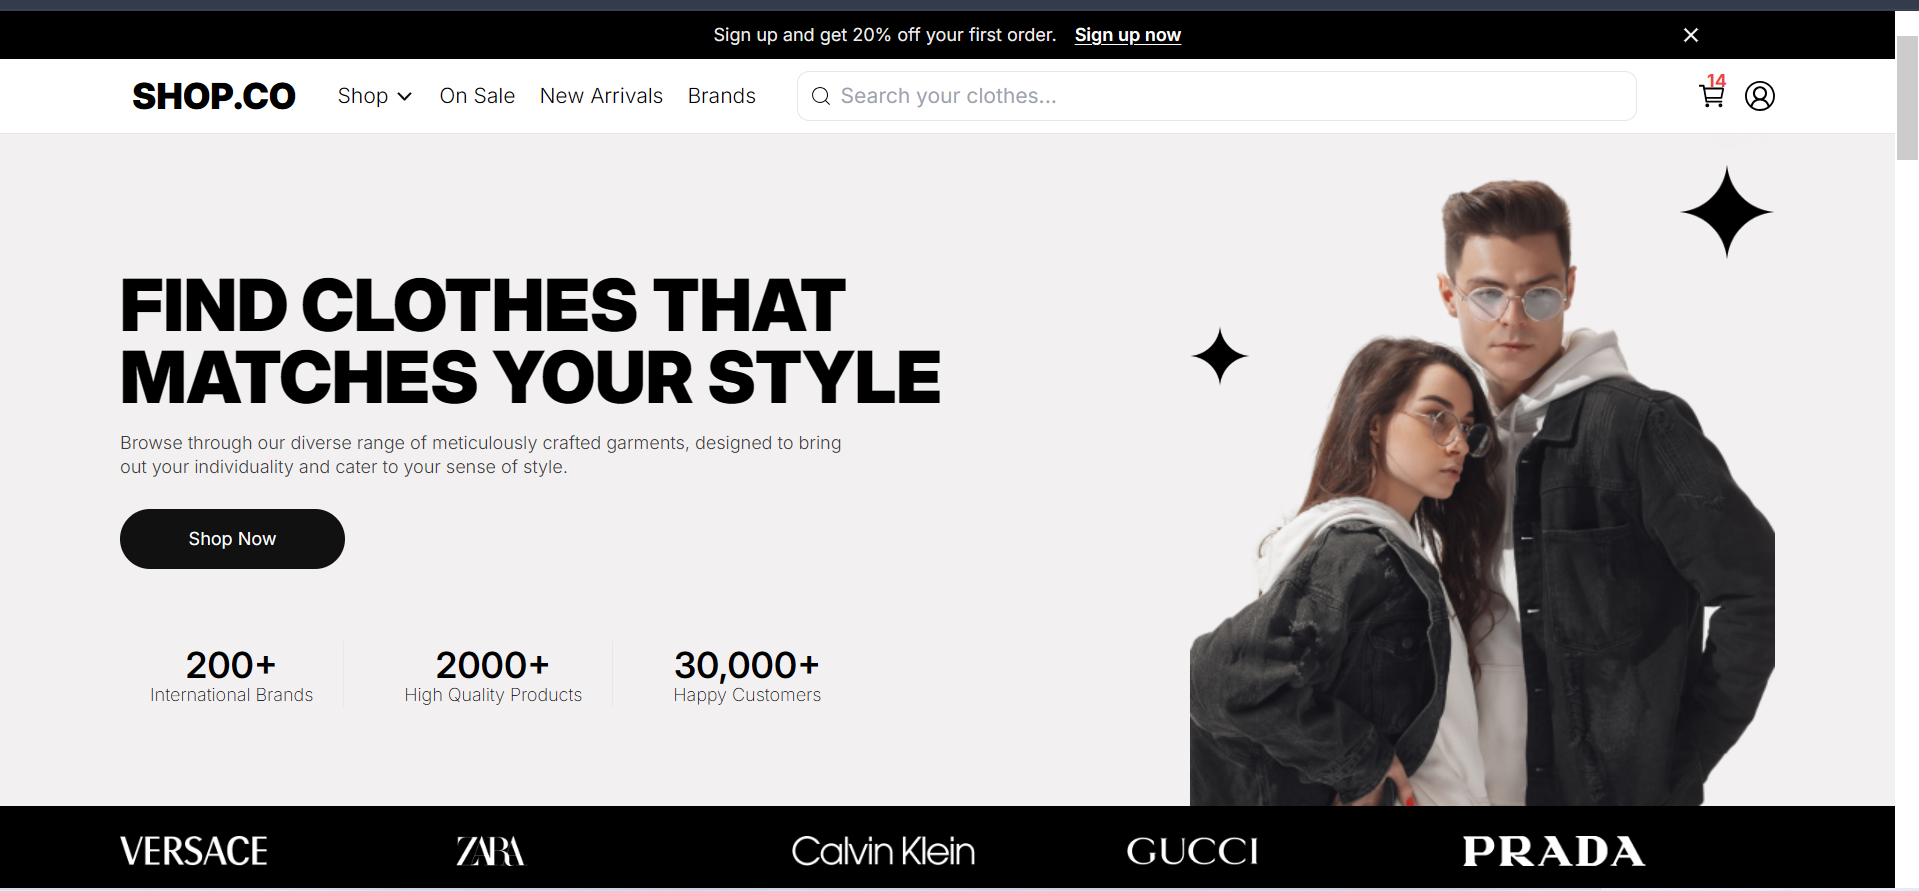 Sign up and get 20% off your first order. Sign up now
SHOP.CO
Shop
On Sale
New Arrivals
Brands
Search your clothes...
14
FIND CLOTHES THAT
MATCHES YOUR STYLE
Browse through our diverse range of meticulously crafted garments, designed to bring
out your individuality and cater to your sense of style.
Shop Now
200+
International Brands
2000+
High Quality Products
30,000+
Happy Customers
VERSACE
ZARA
Calvin Klein
GUCCI
PRADA